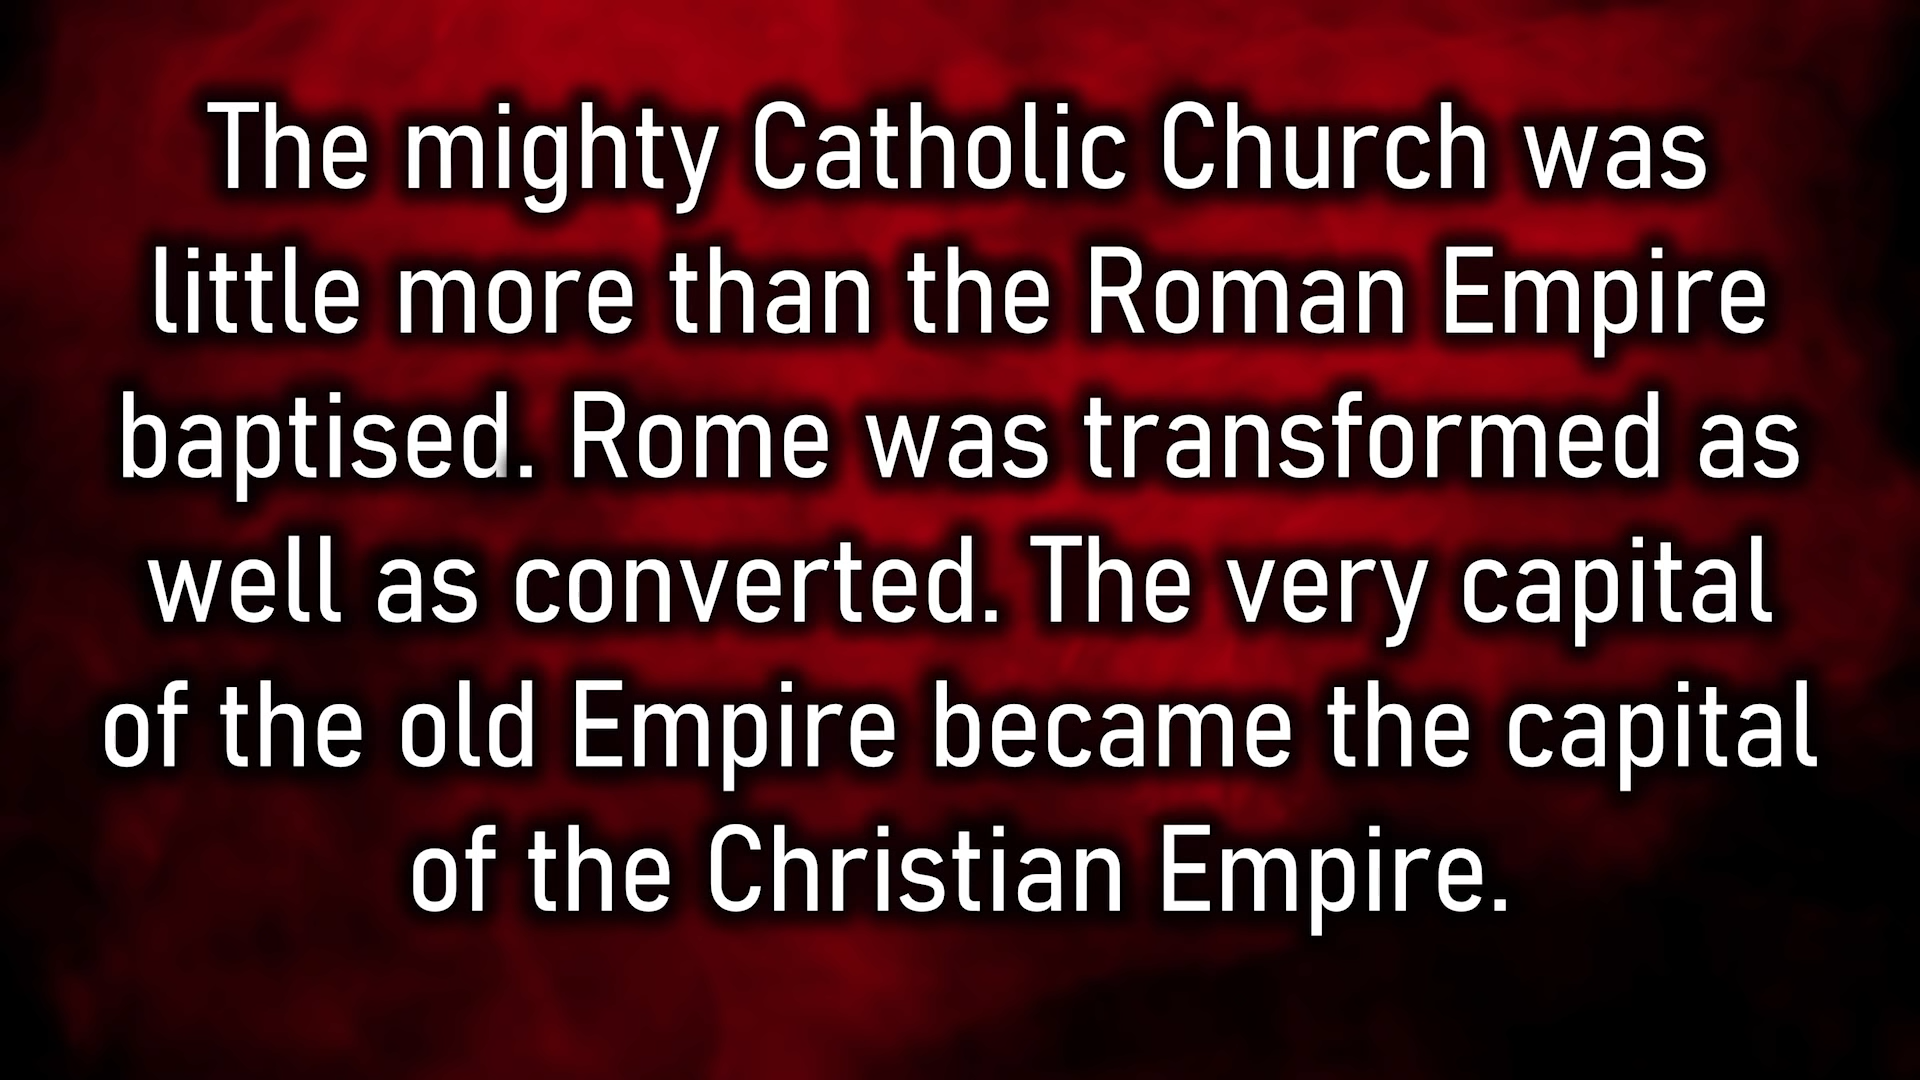 The mighty Catholic Church was
little more than the Roman Empire
baptised. Rome was transformed as
well as converted. The very capital
of the old Empire became the capital
of the Christian Empire.